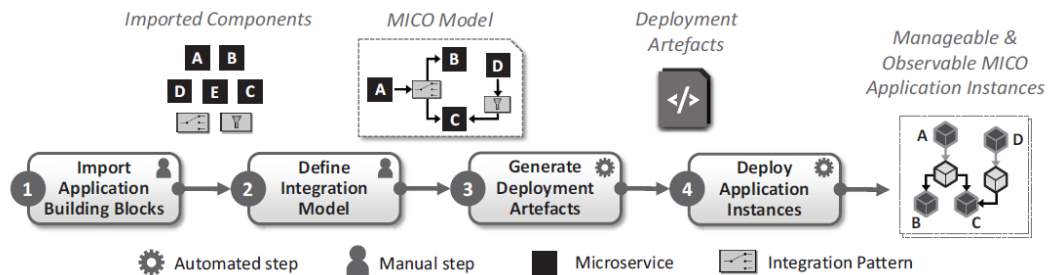 Imported Components
MICO Model
Deployment
Artefacts
Manageable &
Observable MICO
Application Instances
A B
D E C
A B D
C
</>
A D
B C
1 Import
Application
Building Blocks
2 Define
Integration
Model
3 Generate
Deployment
Artefacts
4 Deploy
Application
Instances
Automated step
Manual step
Microservice
Integration Pattern